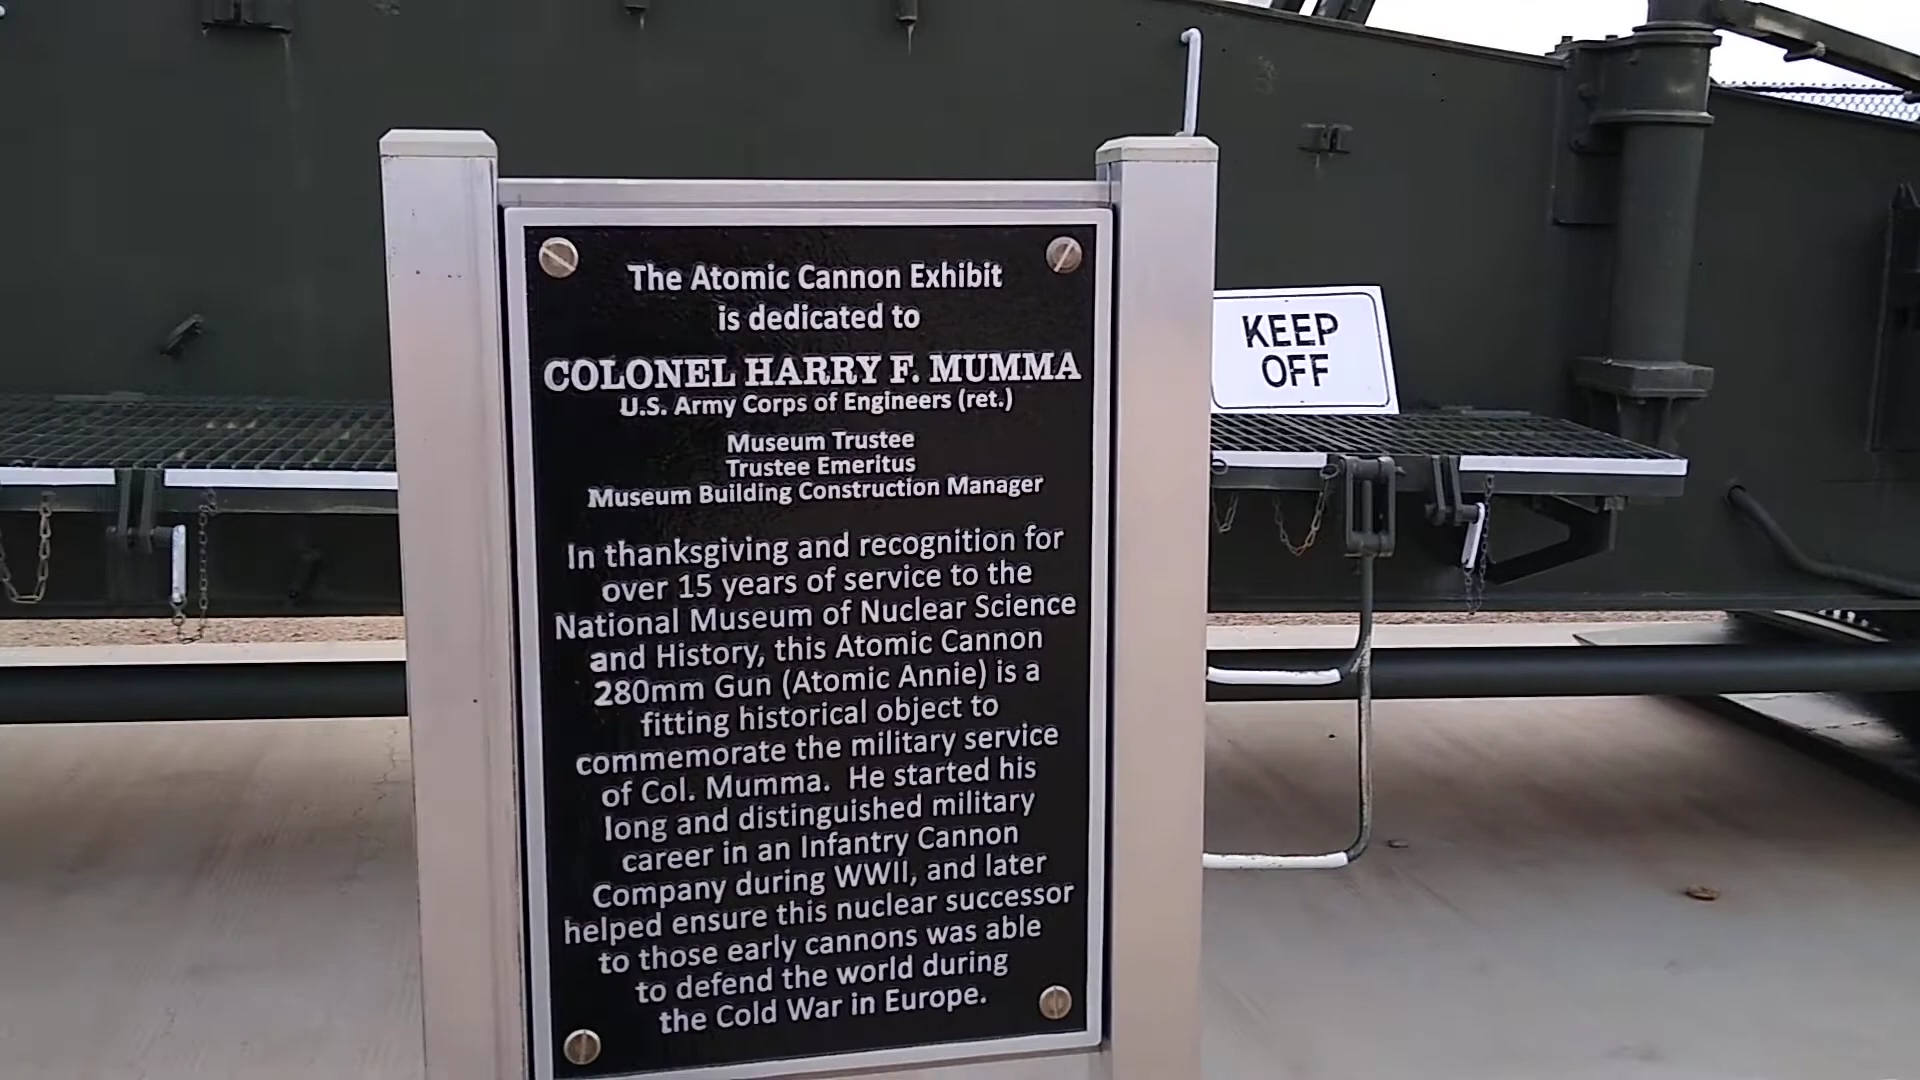 The Atomic Cannon Exhibit
is dedicated to
COLONEL HARRY F. MUMMA
U.S. Army Corps of Engineers (ret.)
Museum Trustee
Trustee Emeritus
Museum Building Construction Manager
In thanksgiving and recognition for
over 15 years of service to the
National Museum of Nuclear Science
and History, this Atomic Cannon
280mm Gun (Atomic Annie) is a
fitting historical object to
commemorate the military service
of Col. Mumma. He started his
long and distinguished military
career in an Infantry Cannon
Company during WWII, and later
helped ensure this nuclear successor
to those early cannons was able
to defend the world during
the Cold War in Europe.
KEEP
OFF